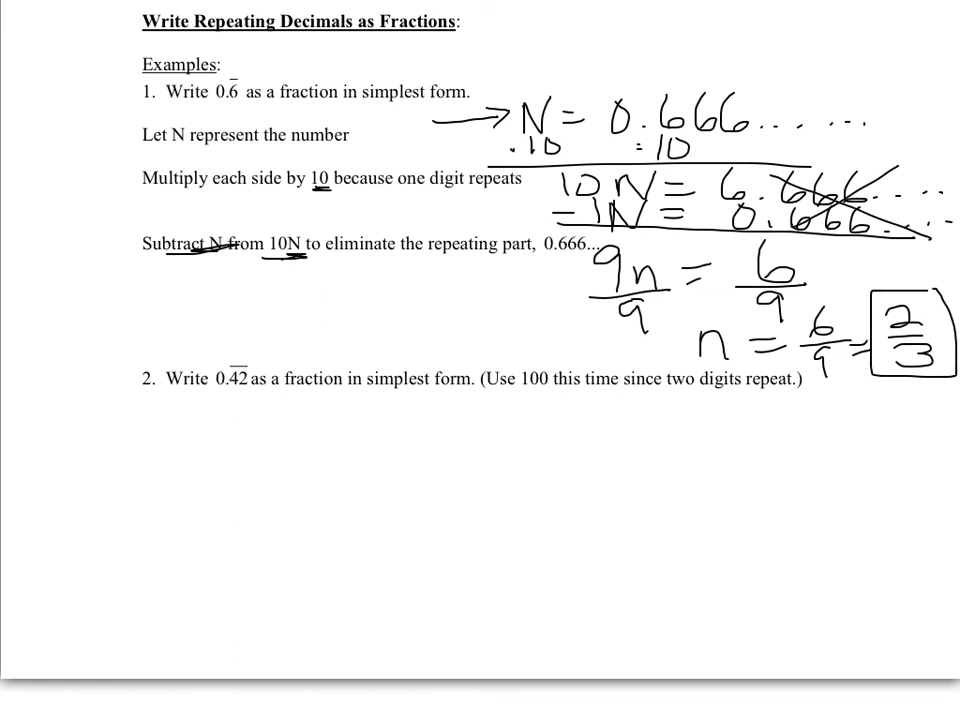 Write Repeating Decimals as Fractions:
Examples:
1. Write 0.6̅ as a fraction in simplest form.
→ N = 0.666.. . ...
Let N represent the number
.10 = 10
Multiply each side by 10 because one digit repeats
10N = 6.666.. ..
- 1N = 0.666.. .-
Subtract N from 10N to eliminate the repeating part, 0.666...
9n = 6
9 9
n = 6/9 = 2/3
2. Write 0.4̅2̅ as a fraction in simplest form. (Use 100 this time since two digits repeat.)